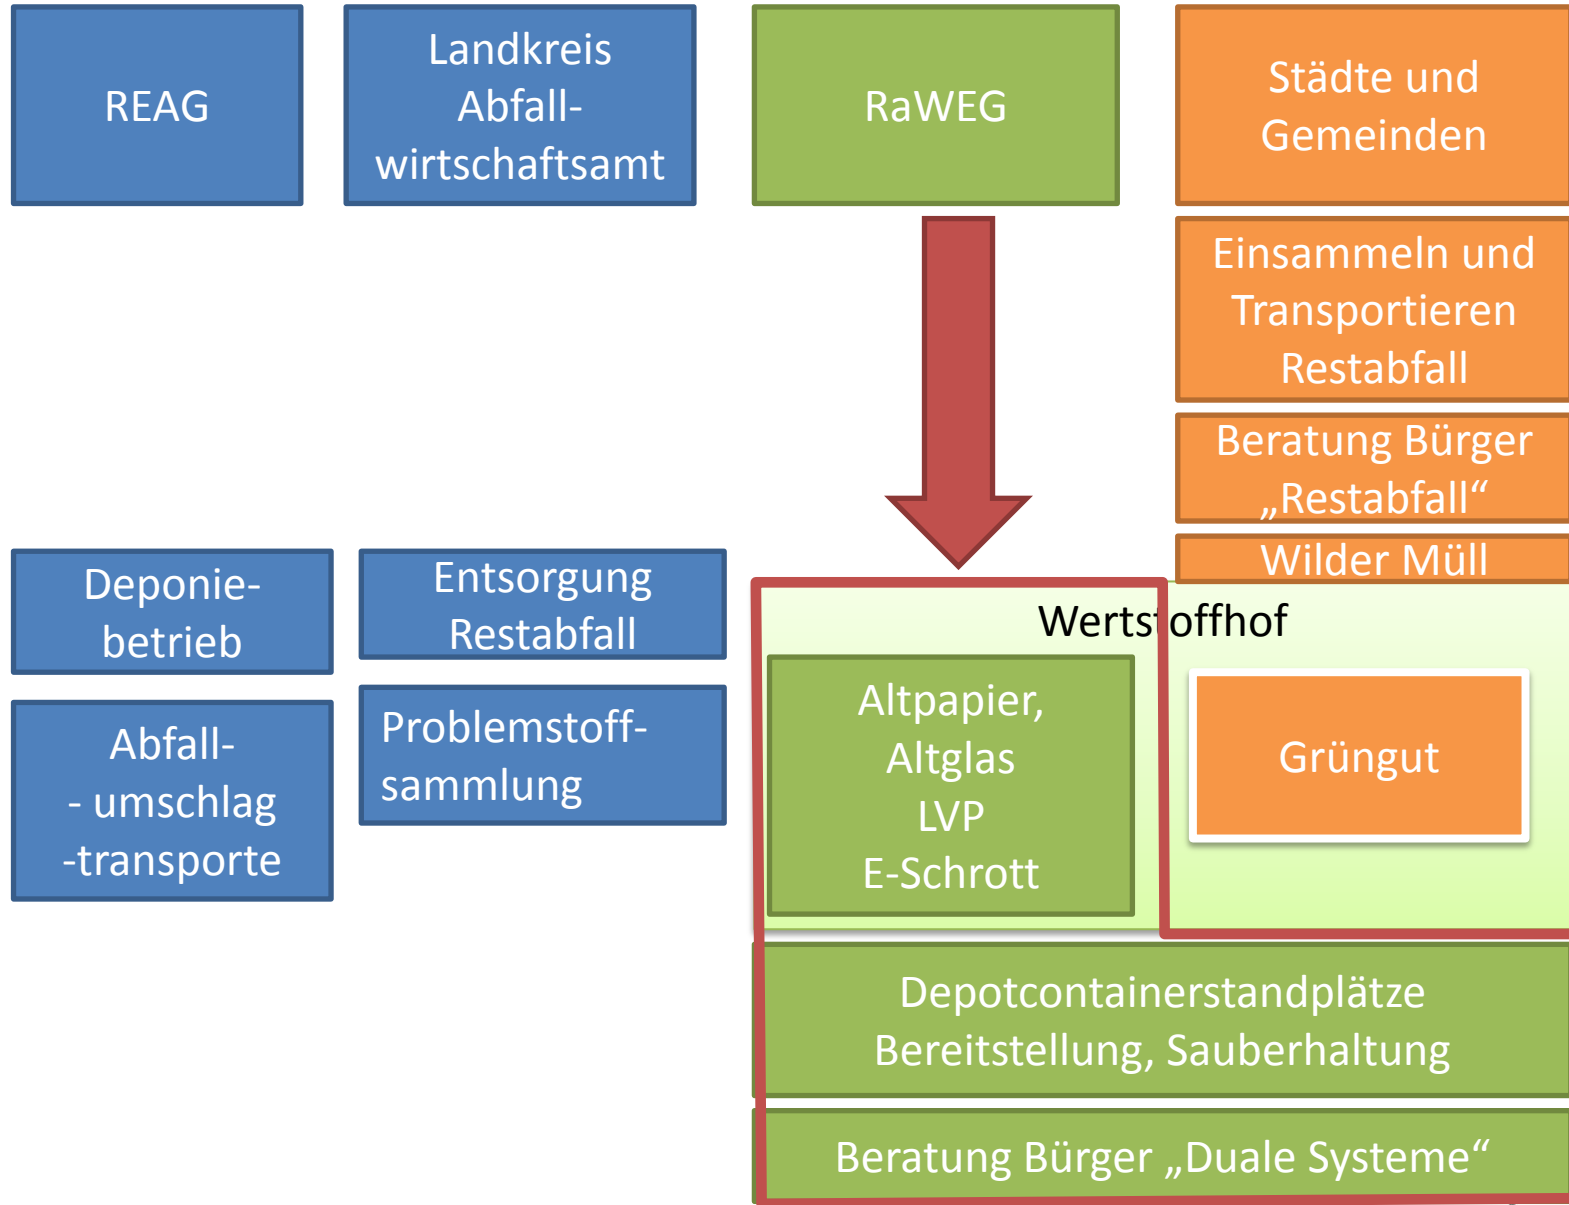 REAG
Landkreis
Abfall-
wirtschaftsamt
RaWEG
Städte und
Gemeinden
Einsammeln und
Transportieren
Restabfall
Beratung Bürger
„Restabfall“
Wilder Müll
Deponie-
betrieb
Entsorgung
Restabfall
Abfall-
- umschlag
-transporte
Problemstoff-
sammlung
Wertstoffhof
Altpapier,
Altglas
LVP
E-Schrott
Grüngut
Depotcontainerstandplätze
Bereitstellung, Sauberhaltung
Beratung Bürger „Duale Systeme“